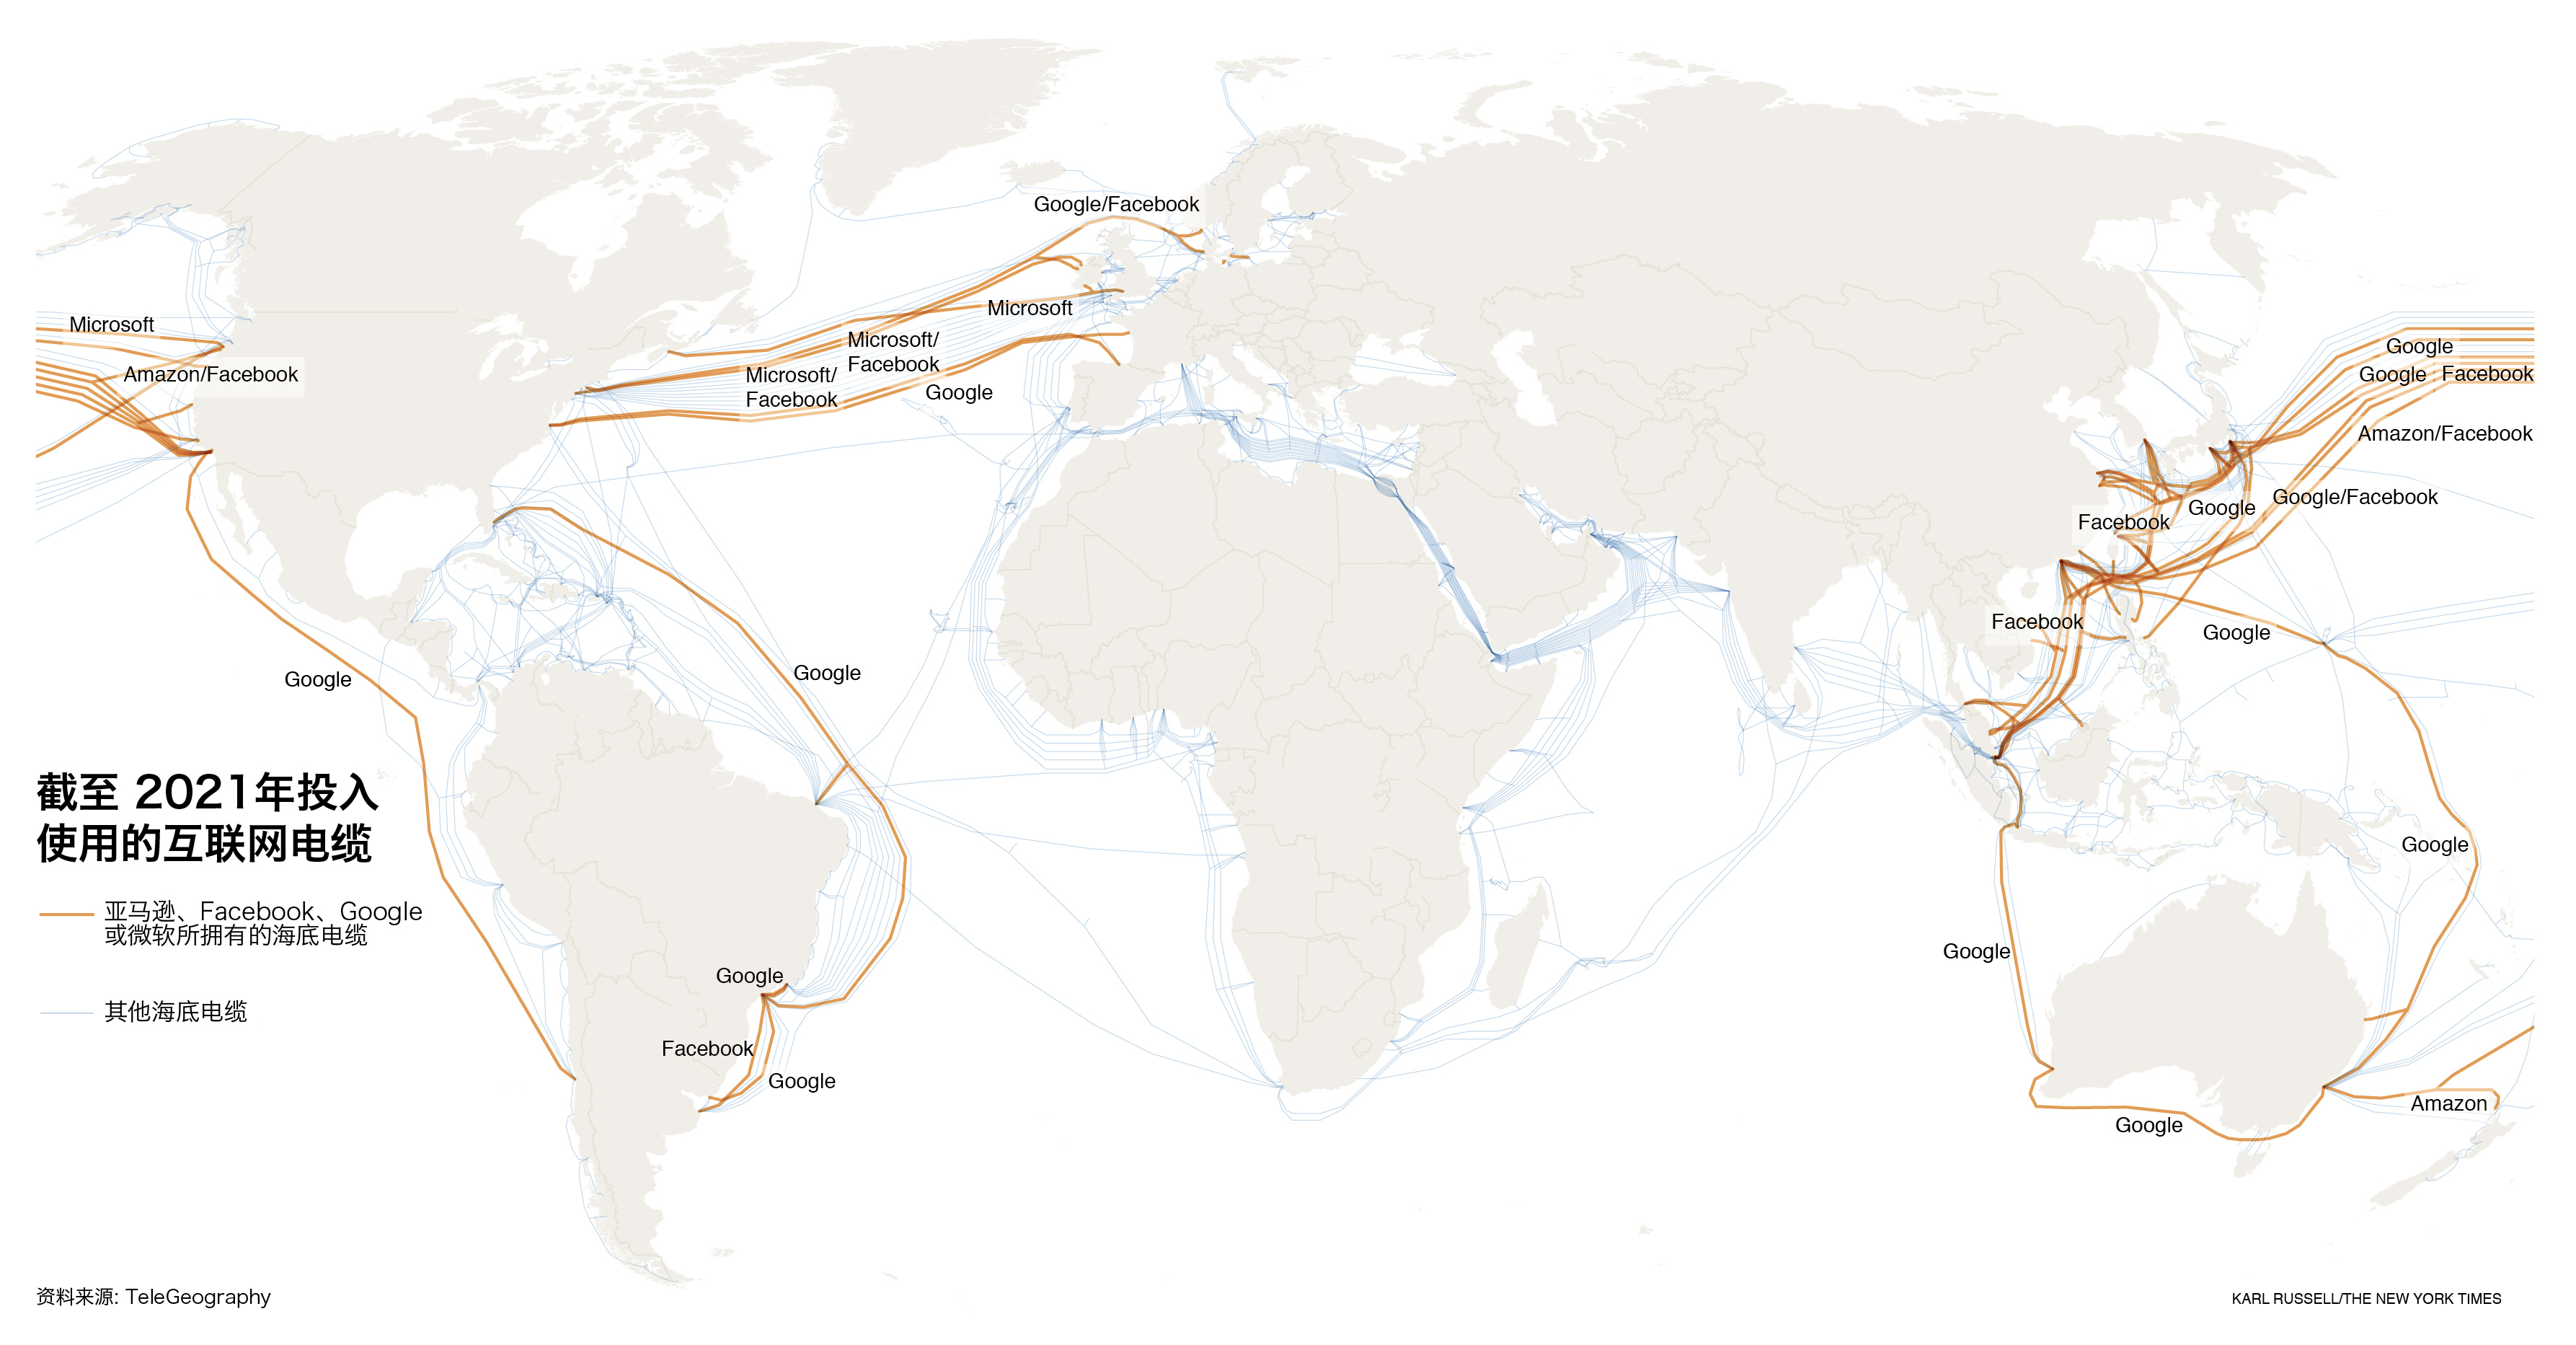 Google/Facebook
Microsoft
Microsoft
Microsoft/
Facebook
Google
Amazon/Facebook
Microsoft/
Facebook
Google
Google
Facebook
Amazon/Facebook
Google/Facebook
Google
Facebook
Facebook
Google
Google
Google
截至 2021年投入
使用的互联网电缆
亚马逊、Facebook、Google
或微软所拥有的海底电缆
其他海底电缆
Google
Google
Google
Facebook
Google
Amazon
Google
资料来源: TeleGeography
KARL RUSSELL/THE NEW YORK TIMES